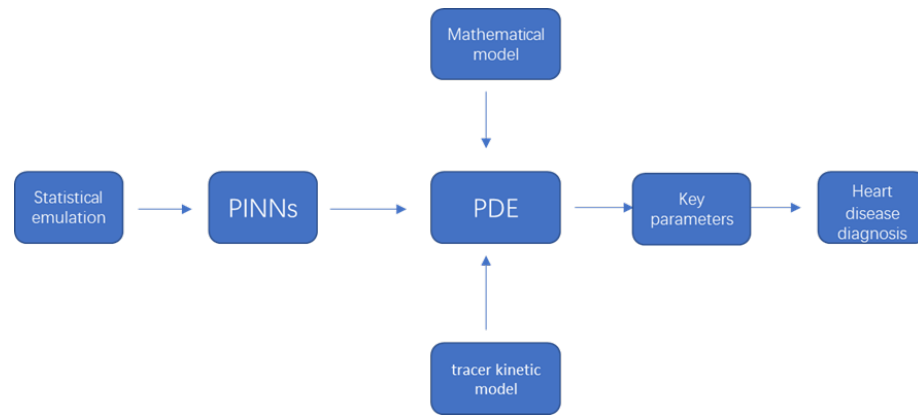 Mathematical
model
Statistical
emulation
PINNs
PDE
Key
parameters
Heart
disease
diagnosis
tracer kinetic
model